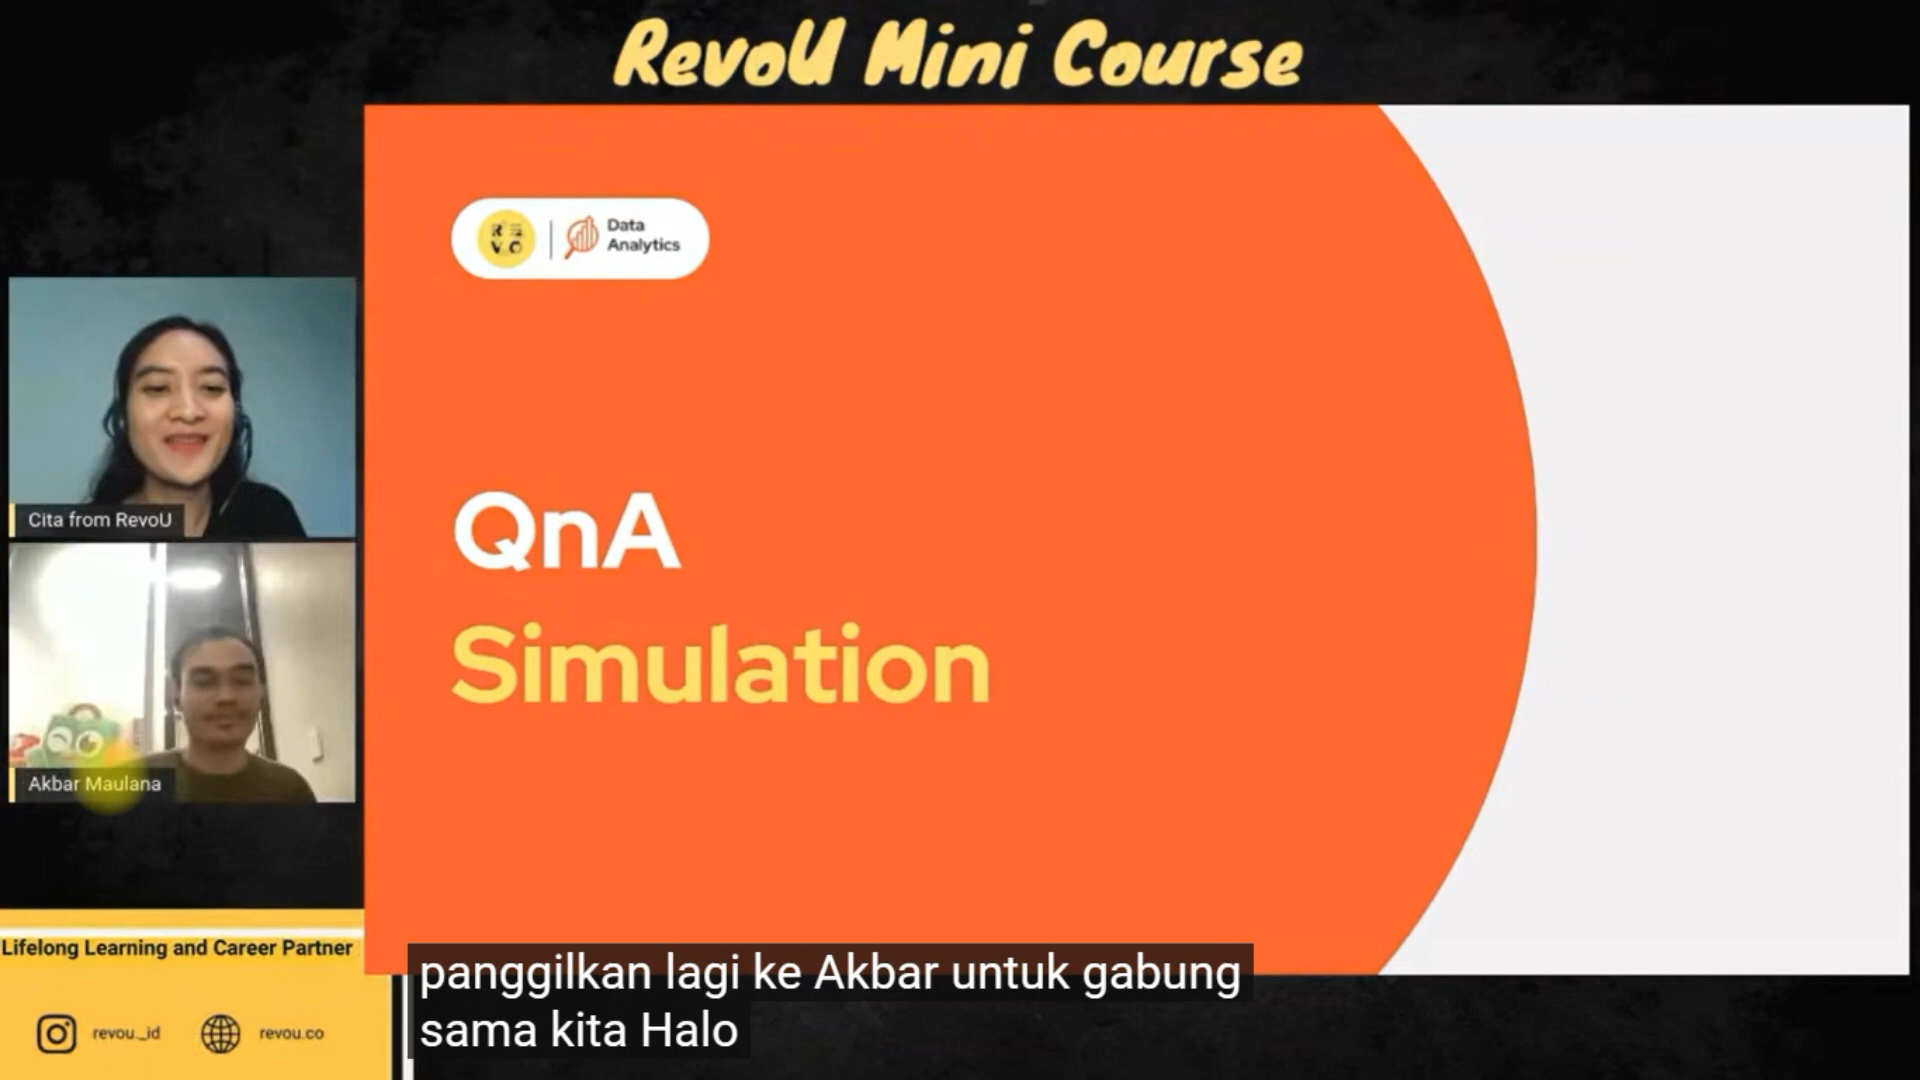 RevoU Mini Course
Data
Analytics
QnA
Simulation
Cita from RevoU
Akbar Maulana
Lifelong Learning and Career Partner
revou_id
revou.co
panggilkan lagi ke Akbar untuk gabung
sama kita Halo